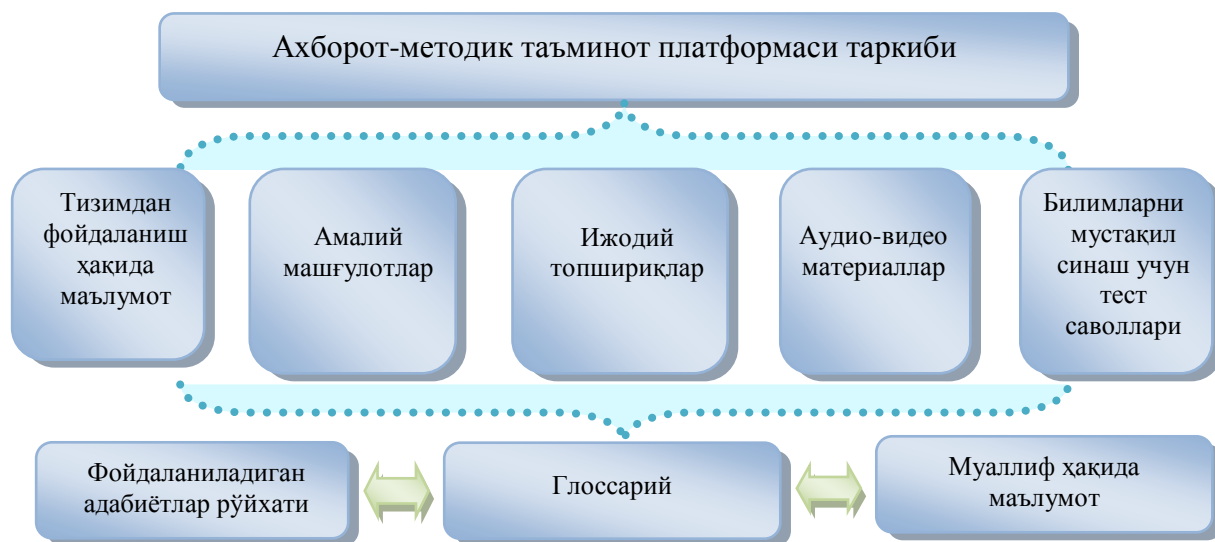 Ахборот-методик таъминот платформаси таркиби
Тизимдан
фойдаланиш
ҳақида
маълумот
Амалий
машғулотлар
Ижодий
топшириқлар
Аудио-видео
материаллар
Билимларни
мустақил
синаш учун
тест
саволлари
Фойдаланиладиган
адабиётлар рўйхати
Глоссарий
Муаллиф ҳақида
маълумот